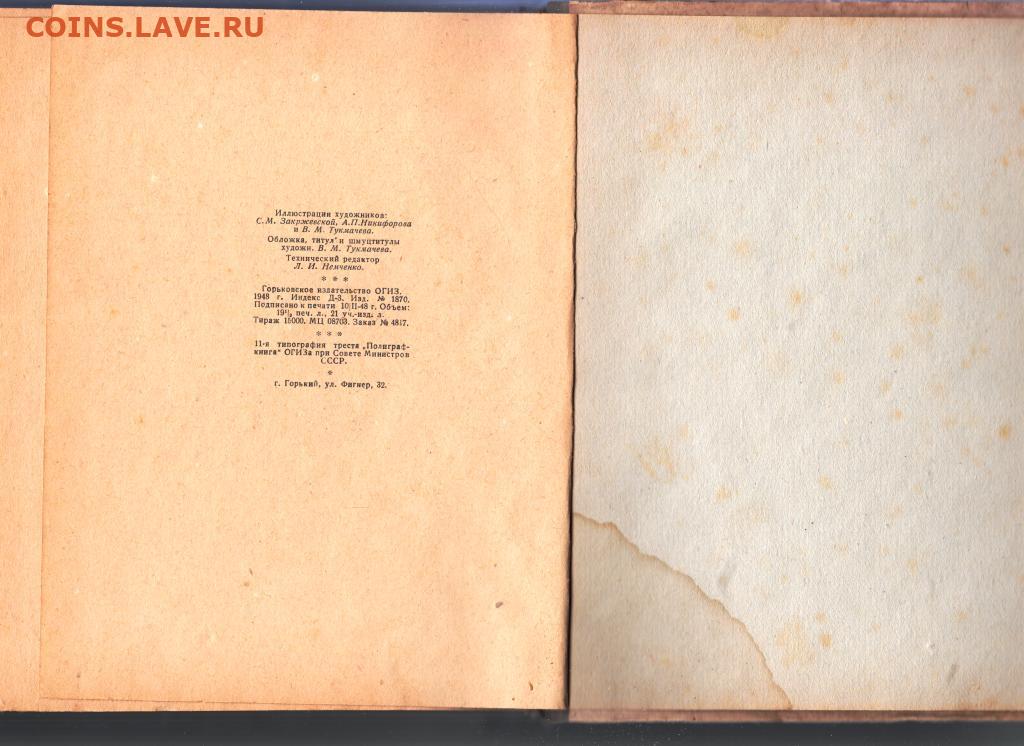 COINS.LAVE.RU
Иллюстрации художников:
С. М. Закржевской, А.П.Никифорова
и В. М. Тукмачева.
Обложка, титул и шмуцтитулы
художн. В. М. Тукмачева.
Технический редактор
Л. И. Немченко.
* * *
Горьковское издательство ОГИЗ.
1948 г. Индекс Д-3. Изд. № 1870.
Подписано к печати 10/II-48 г. Объем:
печ. л., 21 уч.-изд. л.
Тираж 15000. МЦ 08703. Заказ № 4817.
* * *
11-я типография треста „Полиграф-
книга" ОГИЗа при Совете Министров
СССР.
*
г. Горький, ул. Фигнер, 32.